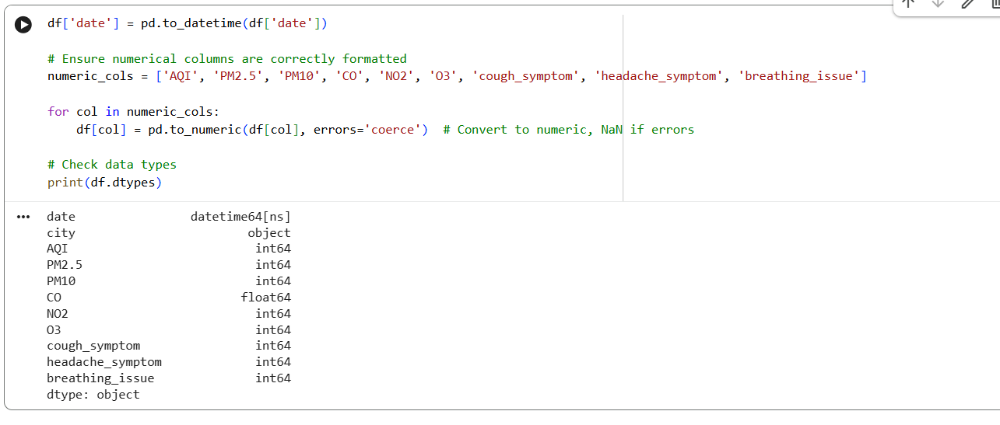 df['date'] = pd.to_datetime(df['date'])
# Ensure numerical columns are correctly formatted
numeric_cols = ['AQI', 'PM2.5', 'PM10', 'CO', 'NO2', 'O3', 'cough_symptom', 'headache_symptom', 'breathing_issue']
for col in numeric_cols:
    df[col] = pd.to_numeric(df[col], errors='coerce')  # Convert to numeric, NaN if errors
# Check data types
print(df.dtypes)
date                datetime64[ns]
city                        object
AQI                          int64
PM2.5                        int64
PM10                         int64
CO                         float64
NO2                          int64
O3                           int64
cough_symptom                int64
headache_symptom             int64
breathing_issue              int64
dtype: object